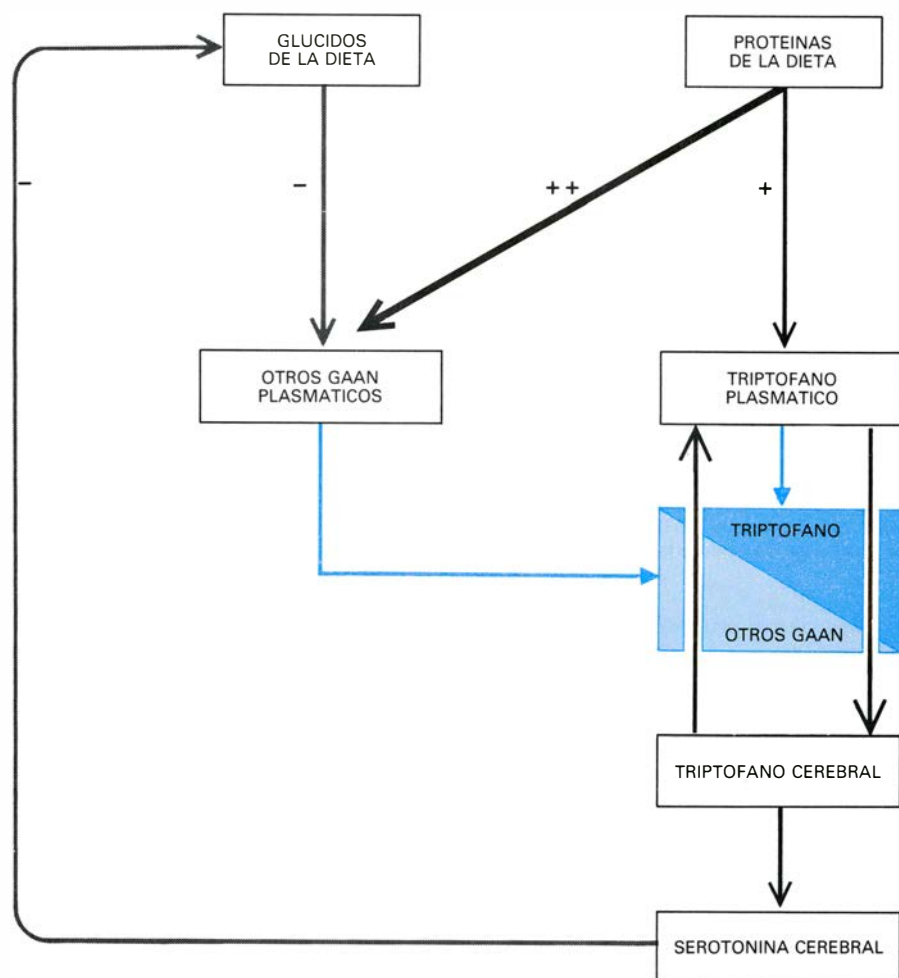 GLUCIDOS
DE LA DIETA
PROTEINAS
DE LA DIETA
–
–
++
+
OTROS GAAN
PLASMATICOS
TRIPTOFANO
PLASMATICO
TRIPTOFANO
OTROS GAAN
TRIPTOFANO CEREBRAL
SEROTONINA CEREBRAL